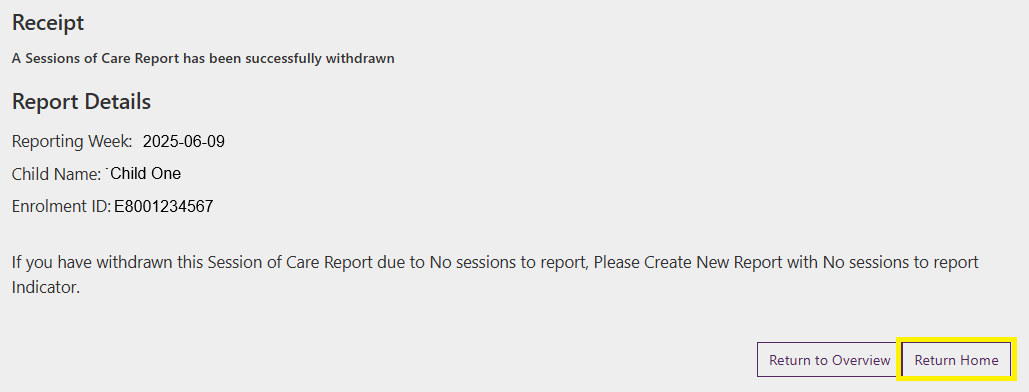 Receipt
A Sessions of Care Report has been successfully withdrawn
Report Details
Reporting Week: 2025-06-09
Child Name: Child One
Enrolment ID: E8001234567
If you have withdrawn this Session of Care Report due to No sessions to report, Please Create New Report with No sessions to report
Indicator.
Return to Overview Return Home